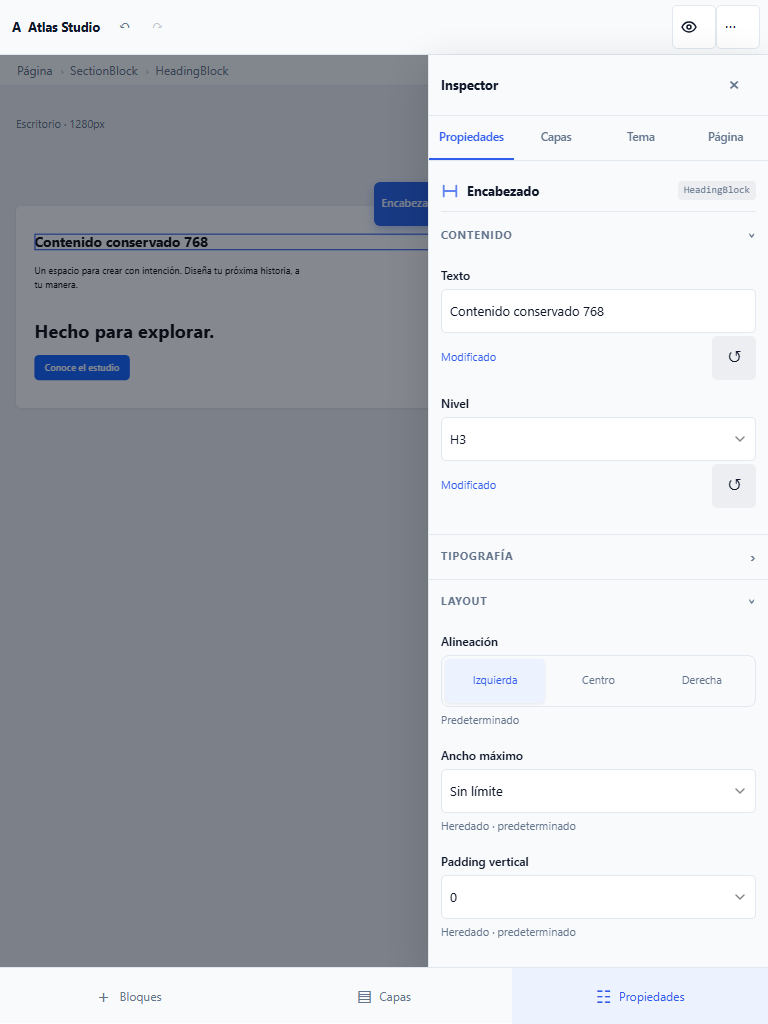 A Atlas Studio
...
Página › SectionBlock › HeadingBlock
Escritorio · 1280px
Encabeza
Contenido conservado 768
Un espacio para crear con intención. Diseña tu próxima historia, a
tu manera.
Hecho para explorar.
Conoce el estudio
Inspector
Propiedades Capas Tema Página
Encabezado HeadingBlock
CONTENIDO
Texto
Contenido conservado 768
Modificado
Nivel
H3
Modificado
TIPOGRAFÍA
LAYOUT
Alineación
Izquierda Centro Derecha
Predeterminado
Ancho máximo
Sin límite
Heredado · predeterminado
Padding vertical
0
Heredado · predeterminado
+ Bloques Capas Propiedades